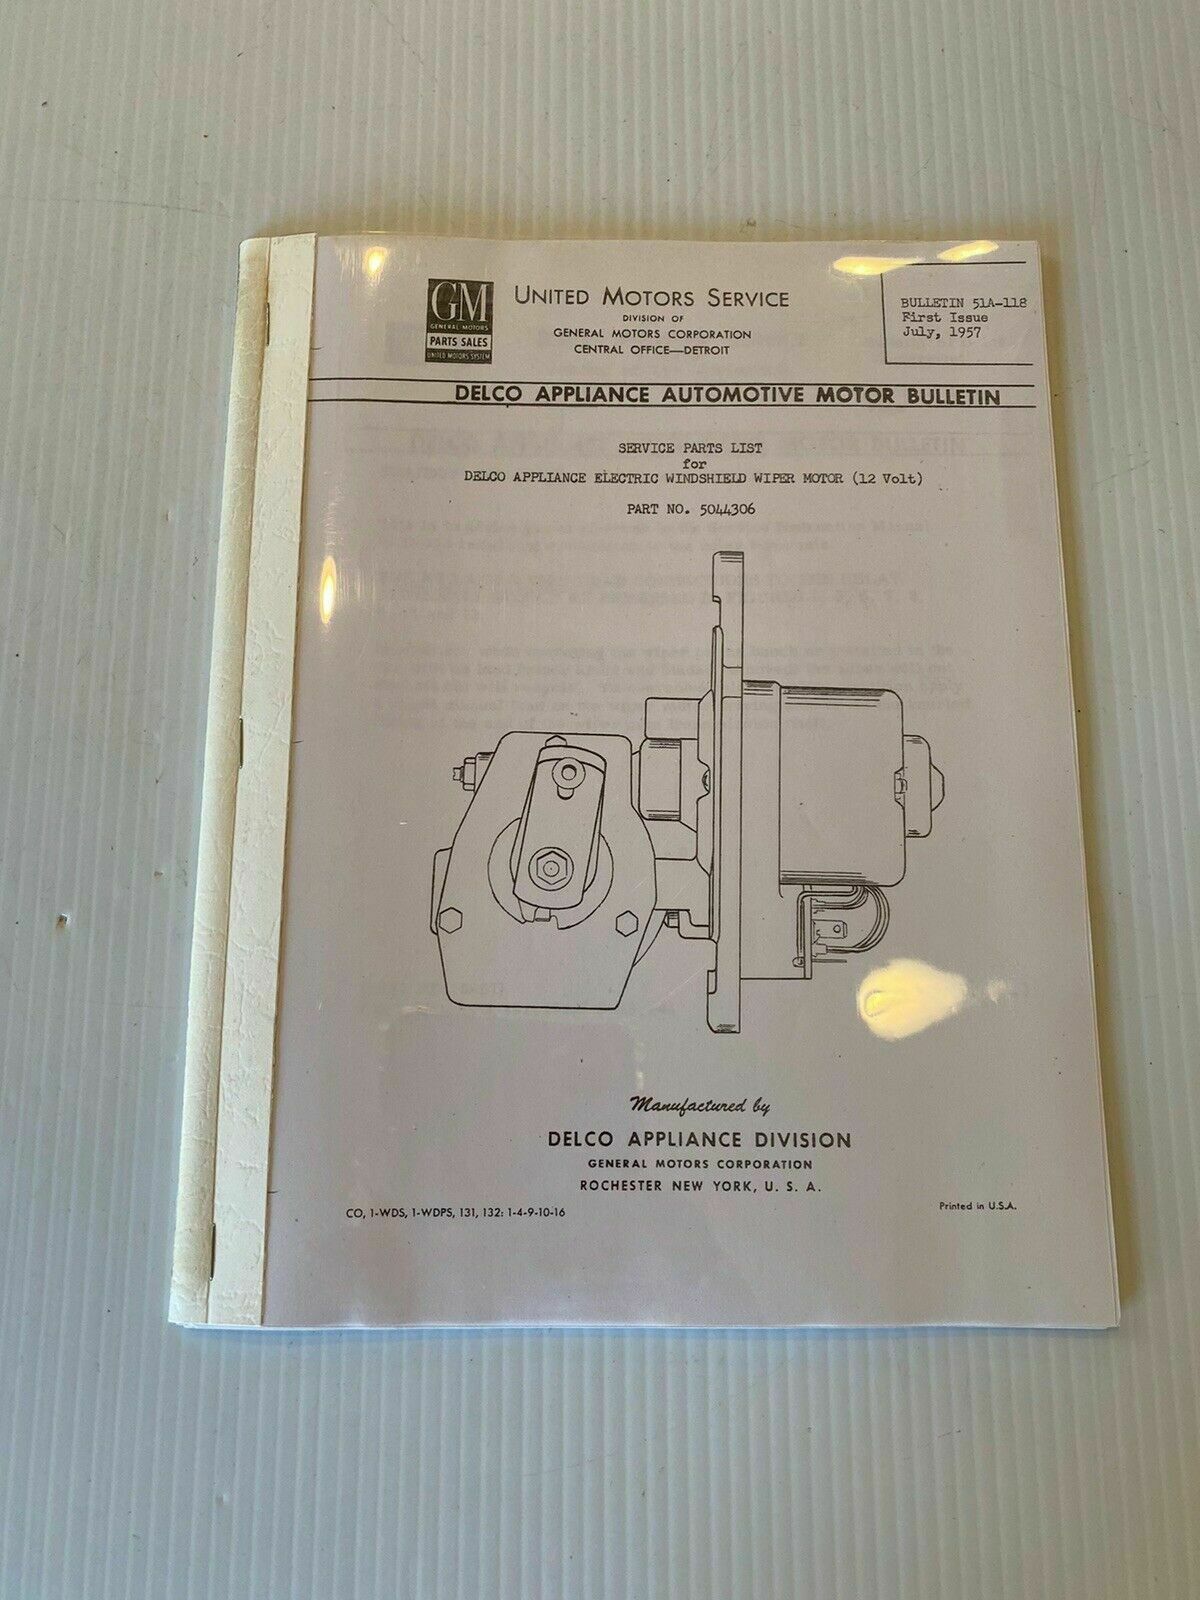 GM
GENERAL MOTORS
PARTS SALES
UNITED MOTORS SYSTEM
UNITED MOTORS SERVICE
DIVISION OF
GENERAL MOTORS CORPORATION
CENTRAL OFFICE—DETROIT
BULLETIN 51A-118
First Issue
July, 1957
DELCO APPLIANCE AUTOMOTIVE MOTOR BULLETIN
SERVICE PARTS LIST
for
DELCO APPLIANCE ELECTRIC WINDSHIELD WIPER MOTOR (12 Volt)
PART NO. 5044306
Manufactured by
DELCO APPLIANCE DIVISION
GENERAL MOTORS CORPORATION
ROCHESTER NEW YORK, U. S. A.
CO, 1-WDS, 1-WDPS, 131, 132: 1-4-9-10-16
Printed in U.S.A.